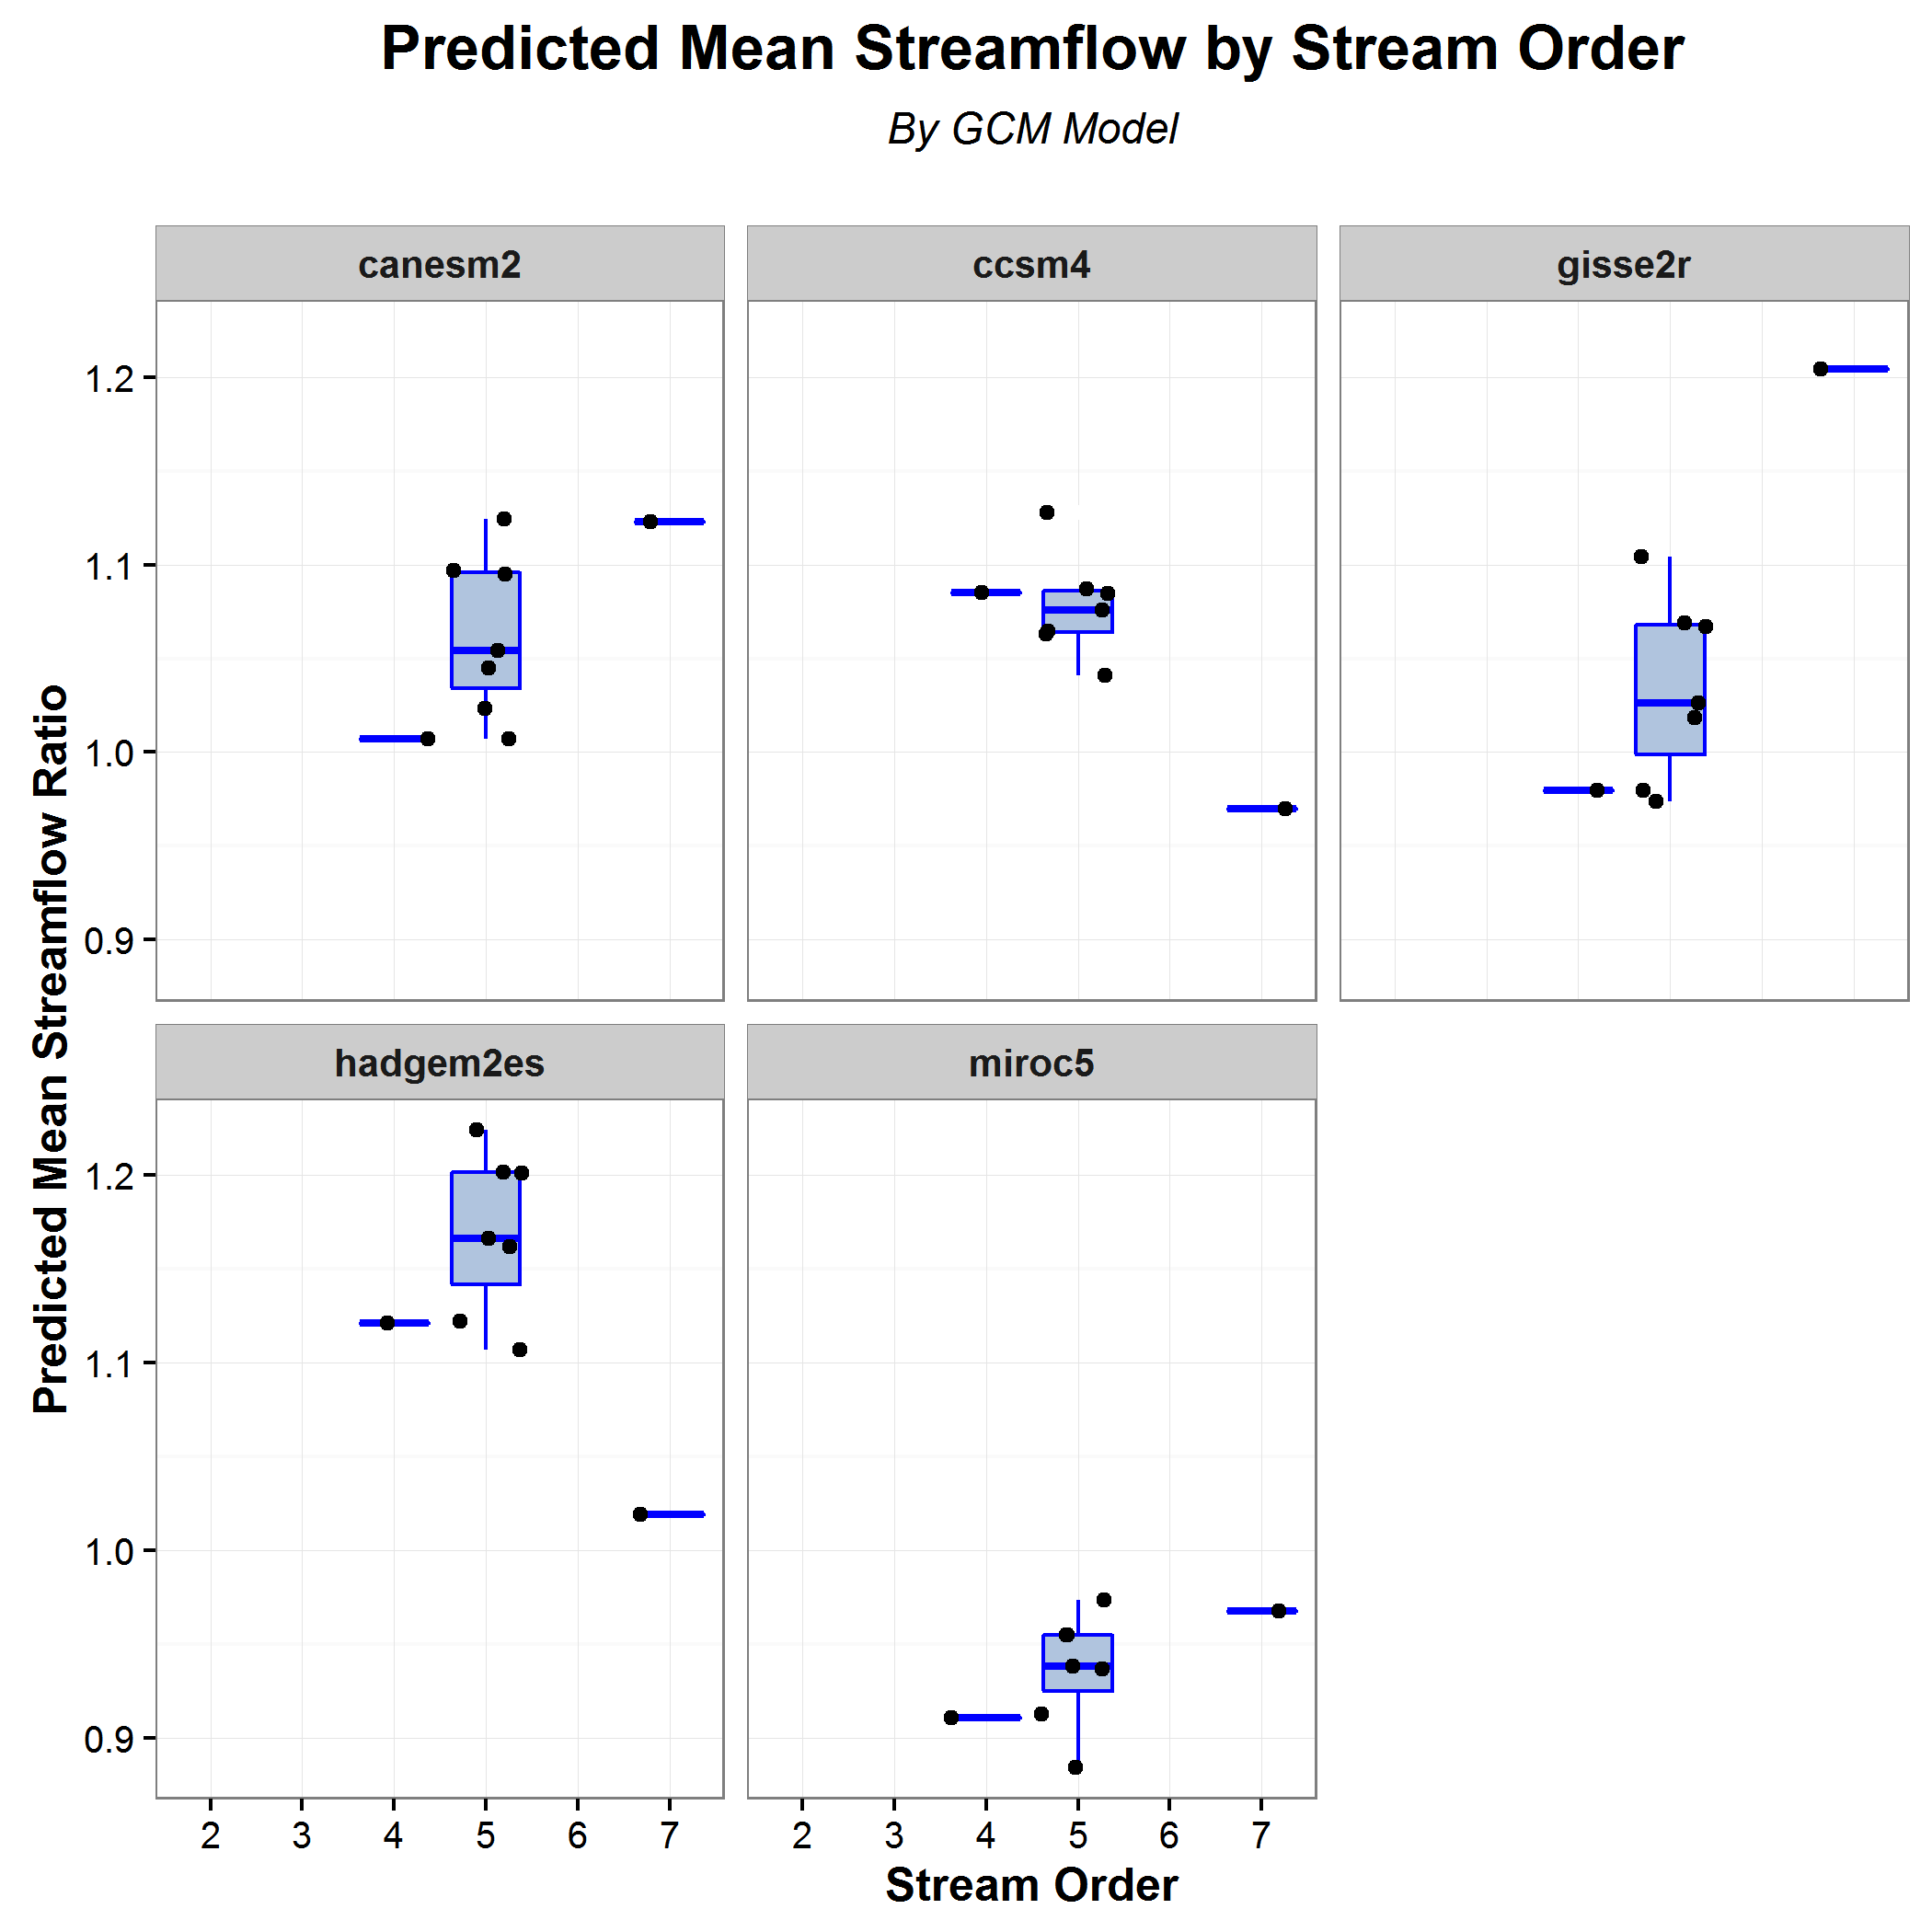 Predicted Mean Streamflow by Stream Order
By GCM Model
canesm2
ccsm4
gisse2r
1.2
1.1
1.0
0.9
Predicted Mean Streamflow Ratio
hadgem2es
miroc5
1.2
1.1
1.0
0.9
2 3 4 5 6 7
2 3 4 5 6 7
Stream Order